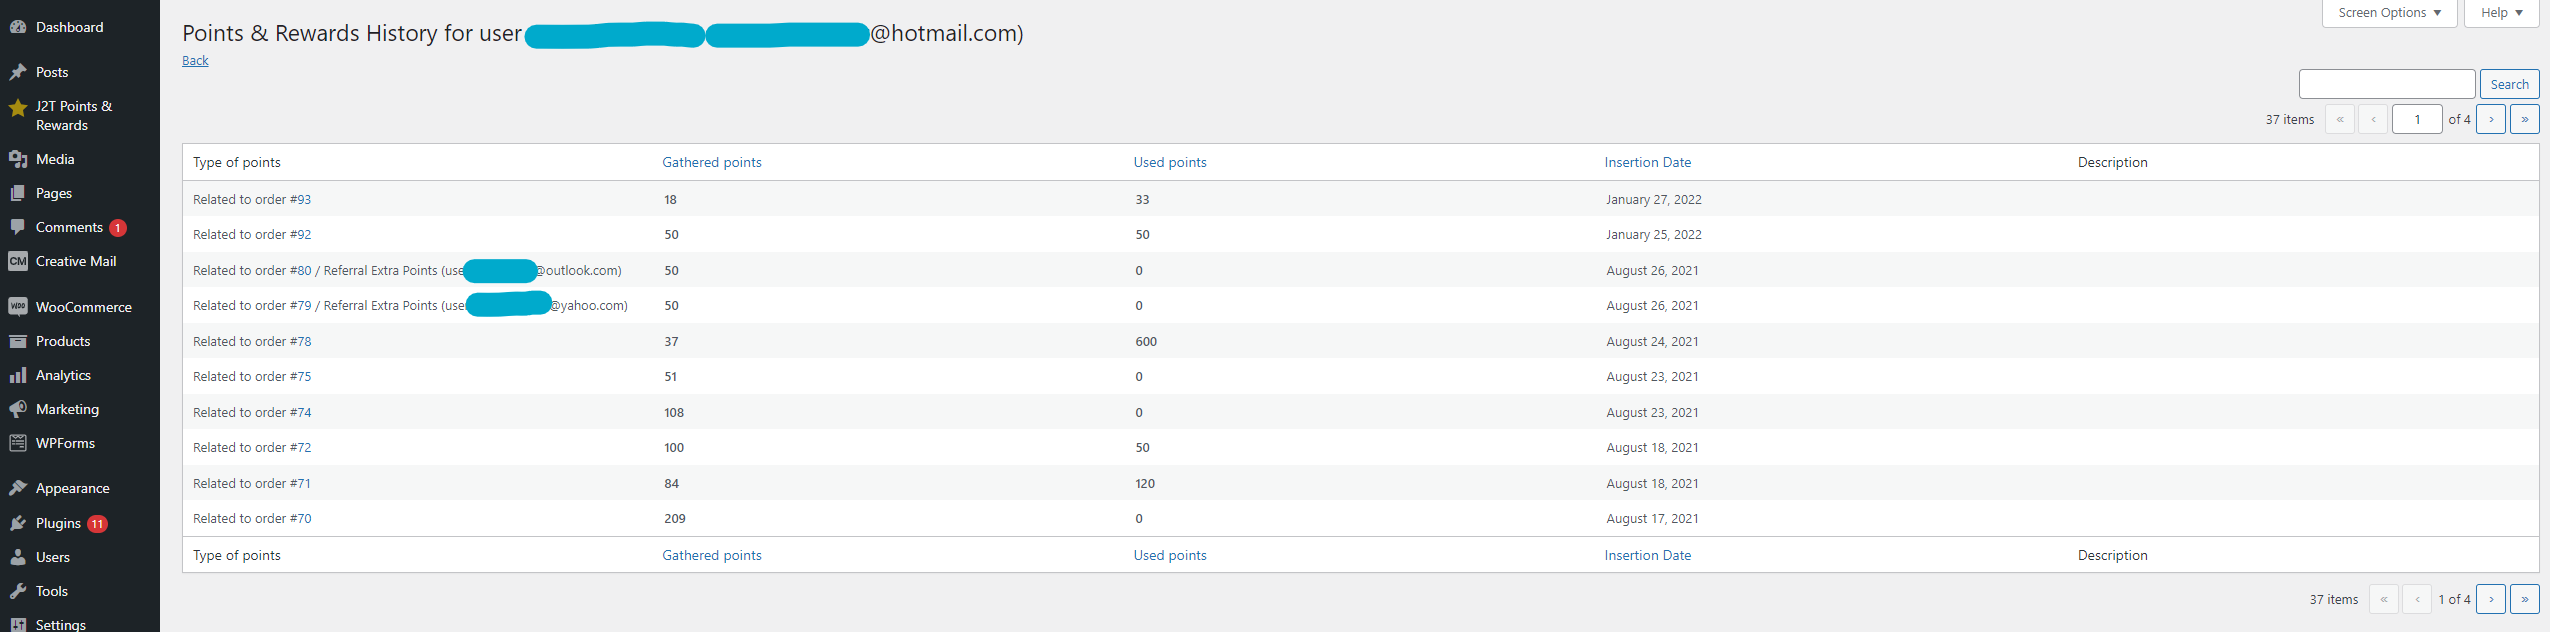 Dashboard
Posts
J2T Points &
Rewards
Media
Pages
Comments 1
CM Creative Mail
WOO WooCommerce
Products
Analytics
Marketing
WPForms
Appearance
Plugins 11
Users
Tools
Settings
Screen Options ▼ Help ▼
Points & Rewards History for user @hotmail.com)
Back
Search
37 items « ‹ 1 of 4 › »
Type of points Gathered points Used points Insertion Date Description
Related to order #93 18 33 January 27, 2022
Related to order #92 50 50 January 25, 2022
Related to order #80 / Referral Extra Points (use @outlook.com) 50 0 August 26, 2021
Related to order #79 / Referral Extra Points (use @yahoo.com) 50 0 August 26, 2021
Related to order #78 37 600 August 24, 2021
Related to order #75 51 0 August 23, 2021
Related to order #74 108 0 August 23, 2021
Related to order #72 100 50 August 18, 2021
Related to order #71 84 120 August 18, 2021
Related to order #70 209 0 August 17, 2021
Type of points Gathered points Used points Insertion Date Description
37 items « ‹ 1 of 4 › »